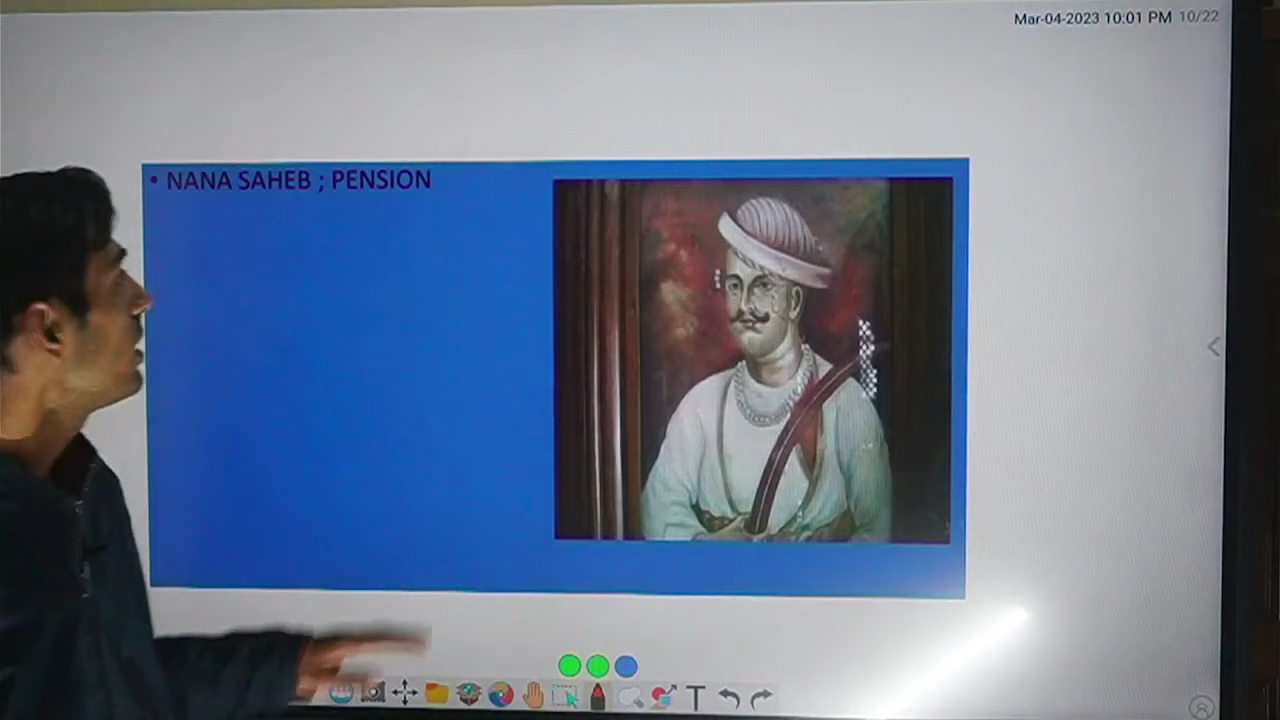 Mar-04-2023 10:01 PM 10/22
• NANA SAHEB ; PENSION
T